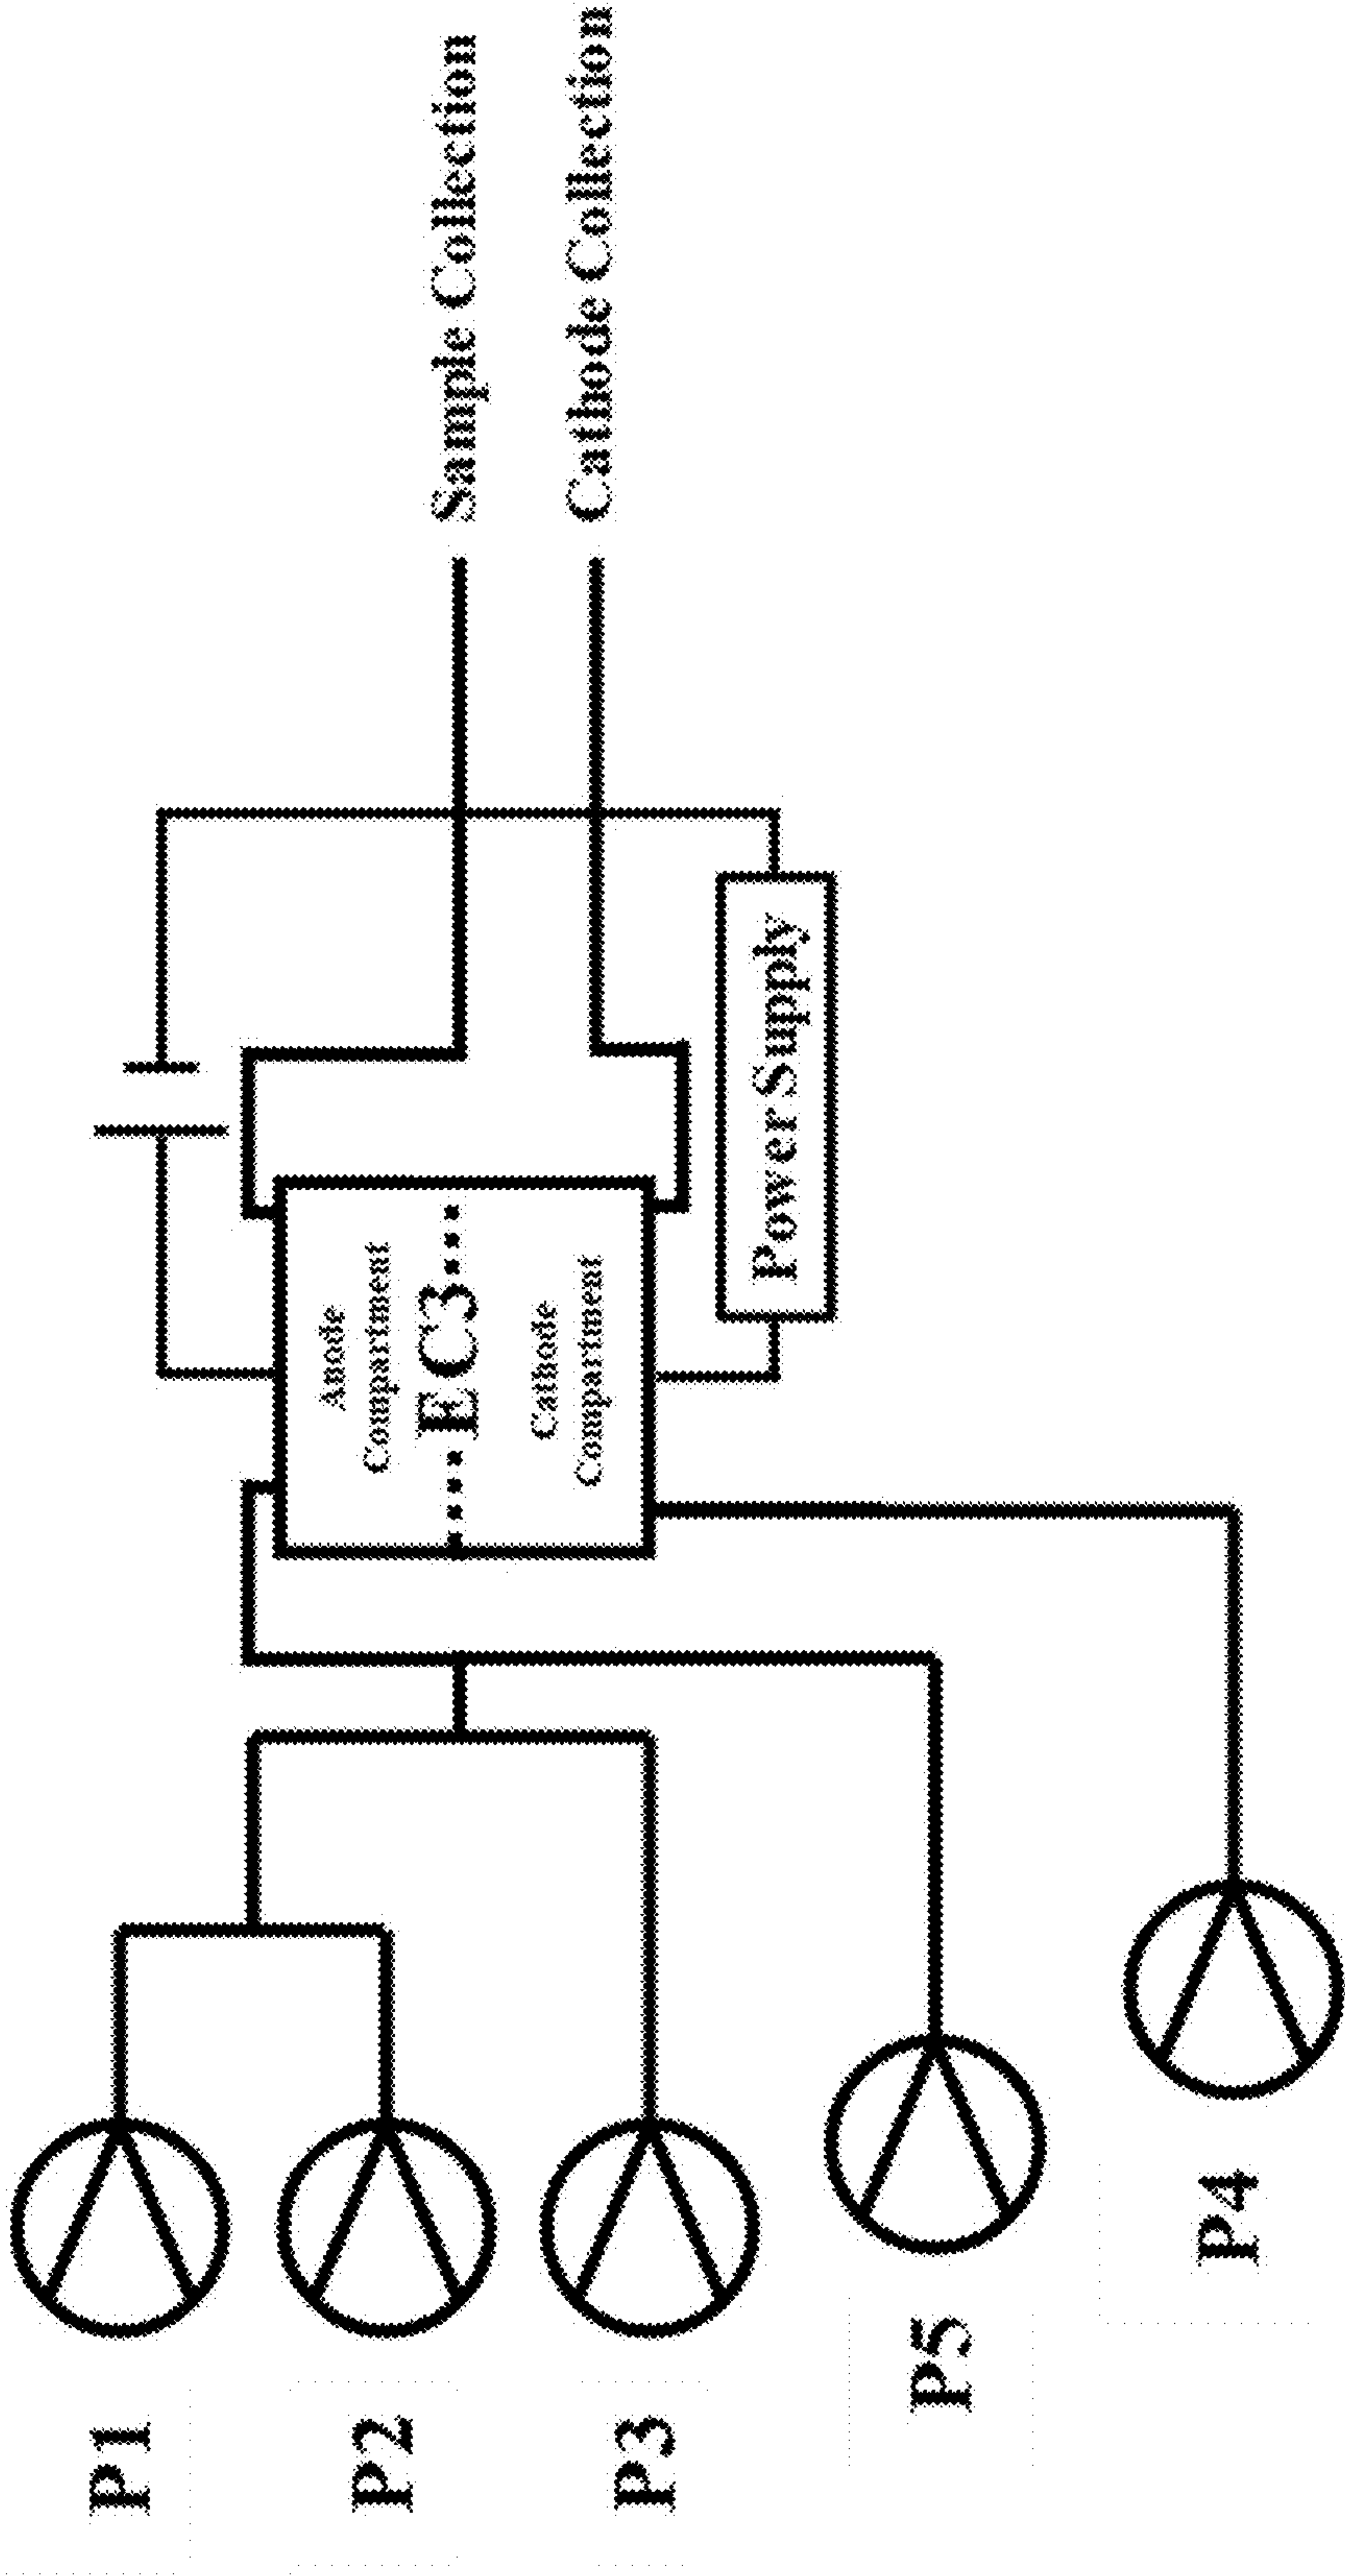 P1
P2
P3
P5
P4
Anode
Compartment
EC3
Cathode
Compartment
Power Supply
Sample Collection
Cathode Collection